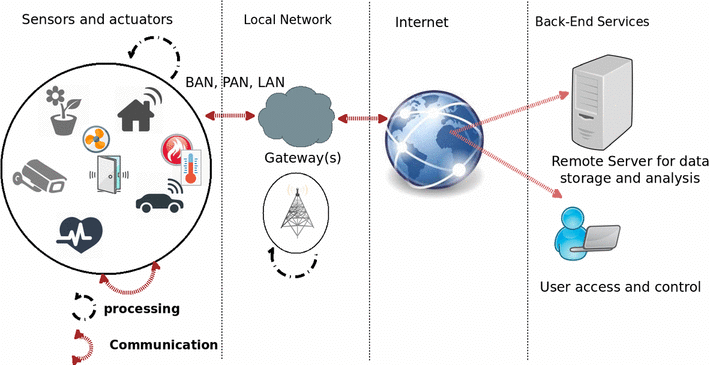 Sensors and actuators
Local Network
Internet
Back-End Services
BAN, PAN, LAN
Gateway(s)
Remote Server for data
storage and analysis
User access and control
processing
Communication